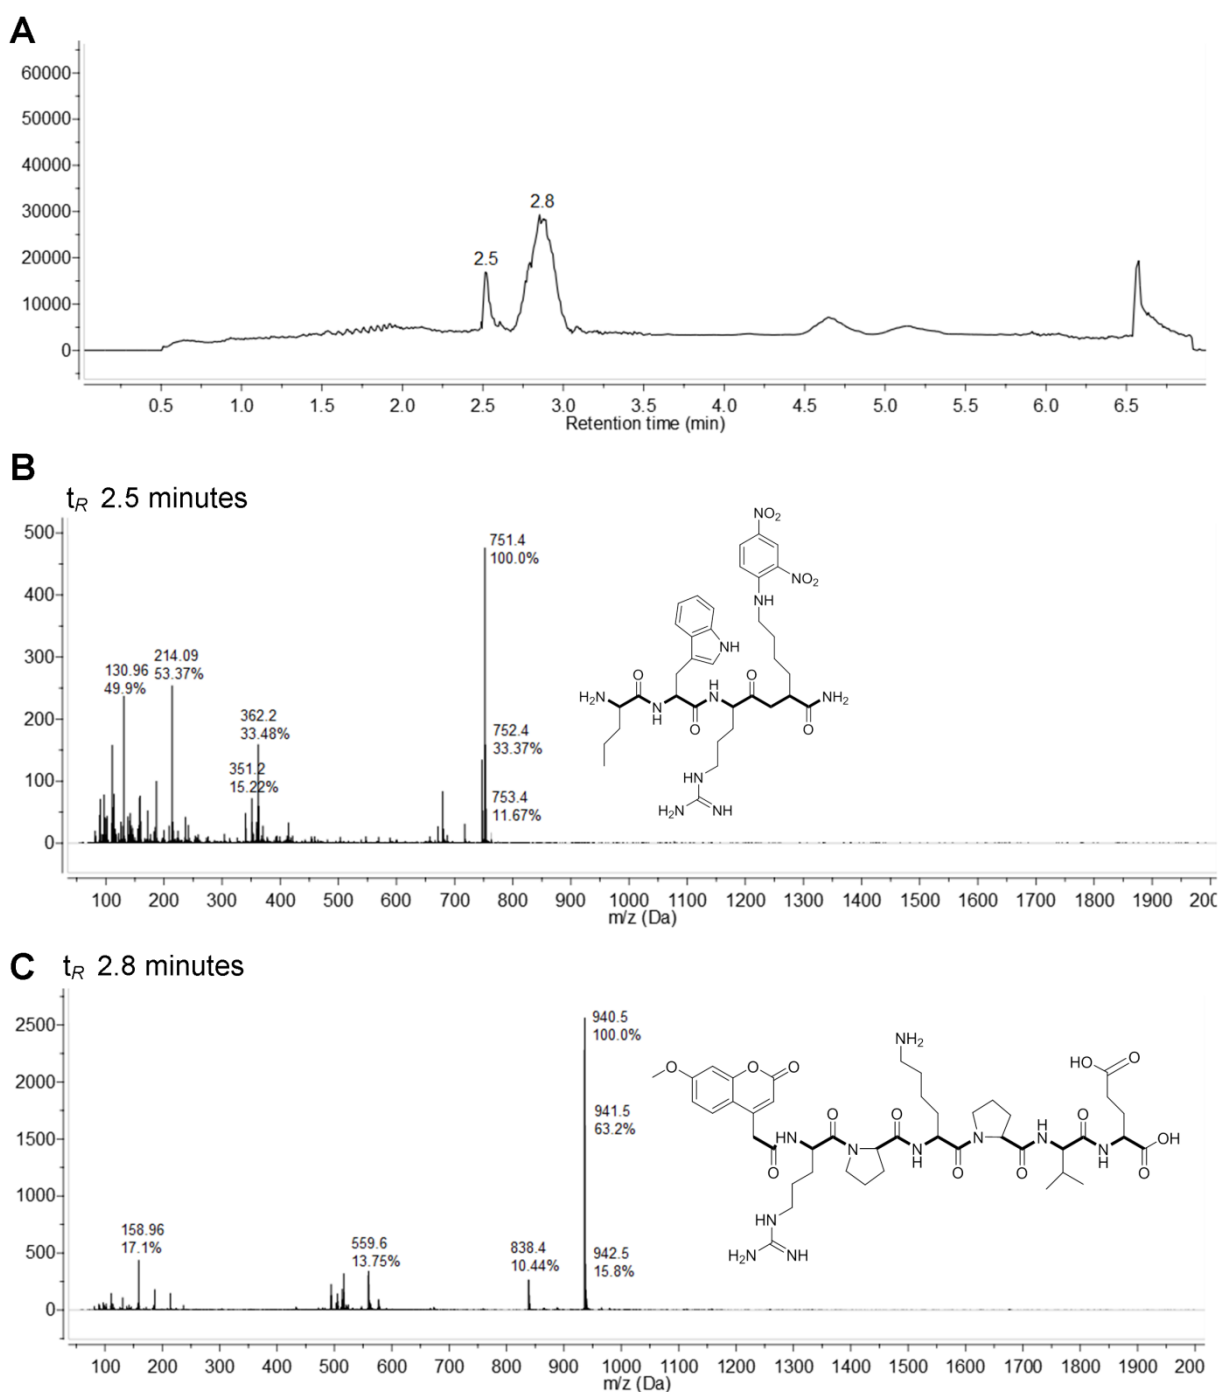 A
60000
50000
40000
30000
20000
10000
0
2.5
2.8
0.5 1.0 1.5 2.0 2.5 3.0 3.5 4.0 4.5 5.0 5.5 6.0 6.5
Retention time (min)
B
tR 2.5 minutes
500
400
300
200
100
0
130.96
49.9%
214.09
53.37%
362.2
33.48%
351.2
15.22%
751.4
100.0%
752.4
33.37%
753.4
11.67%
NO2
NO2
NH
NH
O
H2N
N
H
H
N
O
O
NH2
O
HN
H2N
NH
100 200 300 400 500 600 700 800 900 1000 1100 1200 1300 1400 1500 1600 1700 1800 1900 200
m/z (Da)
C
tR 2.8 minutes
2500
2000
1500
1000
500
0
158.96
17.1%
559.6
13.75%
838.4
10.44%
940.5
100.0%
941.5
63.2%
942.5
15.8%
NH2
O
O
O
HO
O
H
N
O
N
O
N
H
O
N
O
H
N
O
N
H
OH
O
O
HN
H2N
NH
100 200 300 400 500 600 700 800 900 1000 1100 1200 1300 1400 1500 1600 1700 1800 1900 200
m/z (Da)